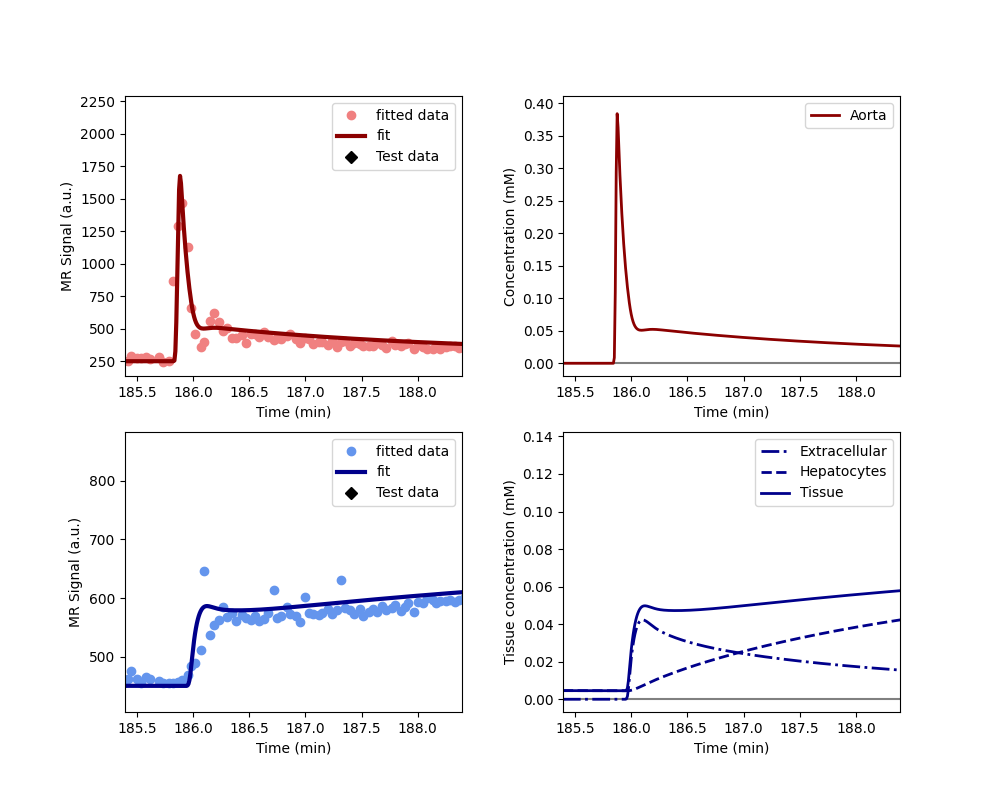 2250
2000
1750
1500
1250
1000
750
500
250
MR Signal (a.u.)
185.5 186.0 186.5 187.0 187.5 188.0
Time (min)
fitted data
fit
Test data
0.40
0.35
0.30
0.25
0.20
0.15
0.10
0.05
0.00
Concentration (mM)
185.5 186.0 186.5 187.0 187.5 188.0
Time (min)
Aorta
800
700
600
500
MR Signal (a.u.)
185.5 186.0 186.5 187.0 187.5 188.0
Time (min)
fitted data
fit
Test data
0.14
0.12
0.10
0.08
0.06
0.04
0.02
0.00
Tissue concentration (mM)
185.5 186.0 186.5 187.0 187.5 188.0
Time (min)
Extracellular
Hepatocytes
Tissue